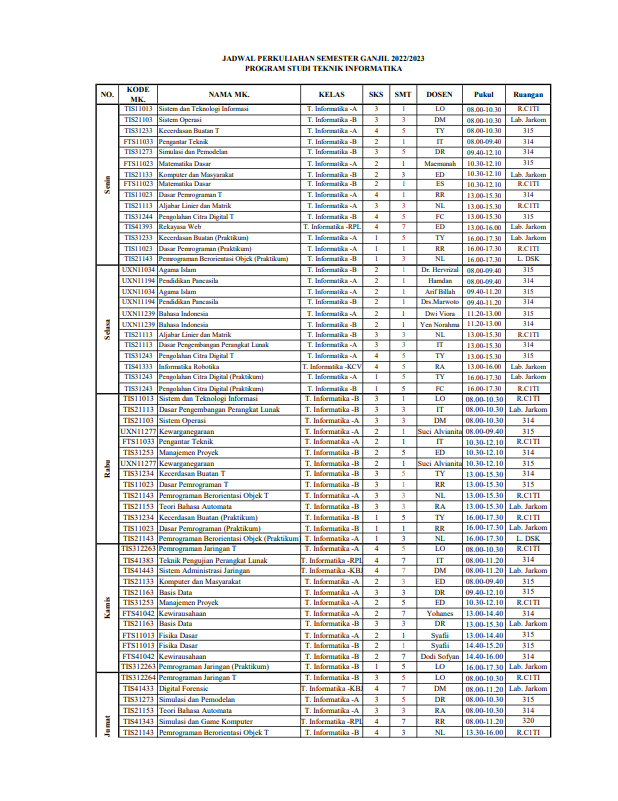 JADWAL PERKULIAHAN SEMESTER GANJIL 2022/2023
PROGRAM STUDI TEKNIK INFORMATIKA
NO. KODE MK. NAMA MK. KELAS SKS SMT DOSEN Pukul Ruangan
Senin
TIS11013 Sistem dan Teknologi Informasi T. Informatika -A 3 1 LO 08.00-10.30 R.C1TI
TIS21103 Sistem Operasi T. Informatika -B 3 3 DM 08.00-10.30 Lab. Jarkom
TIS31233 Kecerdasan Buatan T T. Informatika -A 4 5 TY 08.00-10.30 315
FTS11033 Pengantar Teknik T. Informatika -B 2 1 IT 08.00-09.40 314
TIS31273 Simulasi dan Pemodelan T. Informatika -B 3 5 DR 09.40-12.10 314
FTS11023 Matematika Dasar T. Informatika -A 2 1 Maemunah 10.30-12.10 315
TIS21133 Komputer dan Masyarakat T. Informatika -B 2 3 ED 10.30-12.10 Lab. Jarkom
FTS11023 Matematika Dasar T. Informatika -B 2 1 ES 10.30-12.10 R.C1TI
TIS11023 Dasar Pemrograman T T. Informatika -A 4 1 RR 13.00-15.30 314
TIS21113 Aljabar Linier dan Matrik T. Informatika -A 3 3 NL 13.00-15.30 R.C1TI
TIS31244 Pengolahan Citra Digital T T. Informatika -B 4 5 FC 13.00-15.30 315
TIS41393 Rekayasa Web T. Informatika -RPL 4 7 ED 13.00-16.00 Lab. Jarkom
TIS31233 Kecerdasan Buatan (Praktikum) T. Informatika -A 1 5 TY 16.00-17.30 Lab. Jarkom
TIS11023 Dasar Pemrograman (Praktikum) T. Informatika -A 1 1 RR 16.00-17.30 R.C1TI
TIS21143 Pemrograman Berorientasi Objek (Praktikum) T. Informatika -B 1 3 NL 16.00-17.30 L. DSK
Selasa
UXN11034 Agama Islam T. Informatika -B 2 1 Dr. Hervrizal 08.00-09.40 315
UXN11194 Pendidikan Pancasila T. Informatika -A 2 1 Hamdan 08.00-09.40 314
UXN11034 Agama Islam T. Informatika -A 2 1 Arif Billah 09.40-11.20 315
UXN11194 Pendidikan Pancasila T. Informatika -B 2 1 Drs.Marwoto 09.40-11.20 314
UXN11239 Bahasa Indonesia T. Informatika -A 2 1 Dwi Viora 11.20-13.00 315
UXN11239 Bahasa Indonesia T. Informatika -B 2 1 Yen Norahma 11.20-13.00 314
TIS21113 Aljabar Linier dan Matrik T. Informatika -B 3 3 NL 13.00-15.30 R.C1TI
TIS21113 Dasar Pengembangan Perangkat Lunak T. Informatika -A 3 3 IT 13.00-15.30 314
TIS31243 Pengolahan Citra Digital T T. Informatika -A 4 5 TY 13.00-15.30 315
TIS41333 Informatika Robotika T. Informatika -KCV 4 5 RA 13.00-16.00 Lab. Jarkom
TIS31243 Pengolahan Citra Digital (Praktikum) T. Informatika -A 1 5 TY 16.00-17.30 Lab. Jarkom
TIS31243 Pengolahan Citra Digital (Praktikum) T. Informatika -B 1 5 FC 16.00-17.30 R.C1TI
Rabu
TIS11013 Sistem dan Teknologi Informasi T. Informatika -B 3 1 LO 08.00-10.30 R.C1TI
TIS21113 Dasar Pengembangan Perangkat Lunak T. Informatika -B 3 3 IT 08.00-10.30 Lab. Jarkom
TIS21103 Sistem Operasi T. Informatika -A 3 3 DM 08.00-10.30 314
UXN11277 Kewarganegaraan T. Informatika -A 2 1 Suci Alvianita 08.00-09.40 315
FTS11033 Pengantar Teknik T. Informatika -A 2 1 IT 10.30-12.10 R.C1TI
TIS31253 Manajemen Proyek T. Informatika -B 2 5 ED 10.30-12.10 314
UXN11277 Kewarganegaraan T. Informatika -B 2 1 Suci Alvianita 10.30-12.10 315
TIS31234 Kecerdasan Buatan T T. Informatika -B 3 5 TY 13.00-15.30 314
TIS11023 Dasar Pemrograman T T. Informatika -B 3 1 RR 13.00-15.30 315
TIS21143 Pemrograman Berorientasi Objek T T. Informatika -A 3 3 NL 13.00-15.30 R.C1TI
TIS21153 Teori Bahasa Automata T. Informatika -B 3 3 RA 13.00-15.30 Lab. Jarkom
TIS31234 Kecerdasan Buatan (Praktikum) T. Informatika -B 1 5 TY 16.00-17.30 R.C1TI
TIS11023 Dasar Pemrograman (Praktikum) T. Informatika -B 1 1 RR 16.00-17.30 Lab. Jarkom
TIS21143 Pemrograman Berorientasi Objek (Praktikum) T. Informatika -A 1 3 NL 16.00-17.30 L. DSK
Kamis
TIS312263 Pemrograman Jaringan T T. Informatika -A 4 5 LO 08.00-10.30 R.C1TI
TIS41383 Teknik Pengujian Perangkat Lunak T. Informatika -RPL 4 7 IT 08.00-11.20 314
TIS41443 Sistem Administrasi Jaringan T. Informatika -KBJ 4 7 DM 08.00-11.20 Lab. Jarkom
TIS21133 Komputer dan Masyarakat T. Informatika -A 2 3 ED 08.00-09.40 315
TIS21163 Basis Data T. Informatika -A 3 3 DR 09.40-12.10 315
TIS31253 Manajemen Proyek T. Informatika -A 2 5 ED 10.30-12.10 R.C1TI
FTS41042 Kewirausahaan T. Informatika -A 2 7 Yohanes 13.00-14.40 314
TIS21163 Basis Data T. Informatika -B 3 3 DR 13.00-15.30 Lab. Jarkom
FTS11013 Fisika Dasar T. Informatika -A 2 1 Syafii 13.00-14.40 315
FTS11013 Fisika Dasar T. Informatika -B 2 1 Syafii 14.40-15.20 315
FTS41042 Kewirausahaan T. Informatika -B 2 7 Dodi Sofyan 14.40-16.00 314
TIS312263 Pemrograman Jaringan (Praktikum) T. Informatika -B 1 5 LO 16.00-17.30 Lab. Jarkom
Jumat
TIS312264 Pemrograman Jaringan T T. Informatika -B 3 5 LO 08.00-10.30 R.C1TI
TIS41433 Digital Forensic T. Informatika -KBJ 4 7 DM 08.00-11.20 Lab. Jarkom
TIS31273 Simulasi dan Pemodelan T. Informatika -A 3 5 DR 08.00-10.30 315
TIS21153 Teori Bahasa Automata T. Informatika -A 3 3 RA 08.00-10.30 314
TIS41343 Simulasi dan Game Komputer T. Informatika -RPL 4 7 RR 08.00-11.20 320
TIS21143 Pemrograman Berorientasi Objek T T. Informatika -B 4 3 NL 13.30-16.00 R.C1TI